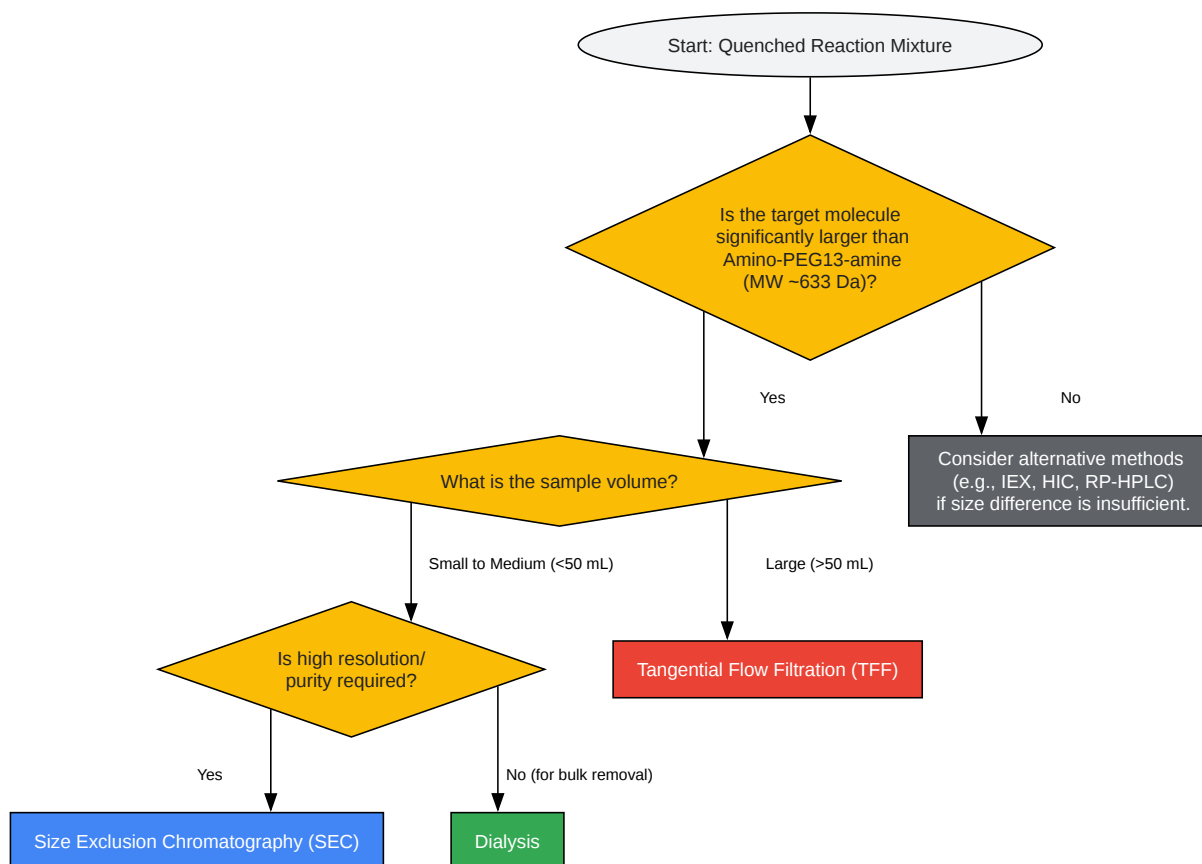 Start: Quenched Reaction Mixture
Is the target molecule
significantly larger than
Amino-PEG13-amine
(MW ~633 Da)?
Yes
No
What is the sample volume?
Consider alternative methods
(e.g., IEX, HIC, RP-HPLC)
if size difference is insufficient.
Small to Medium (<50 mL)
Large (>50 mL)
Is high resolution/
purity required?
Tangential Flow Filtration (TFF)
Yes
No (for bulk removal)
Size Exclusion Chromatography (SEC)
Dialysis